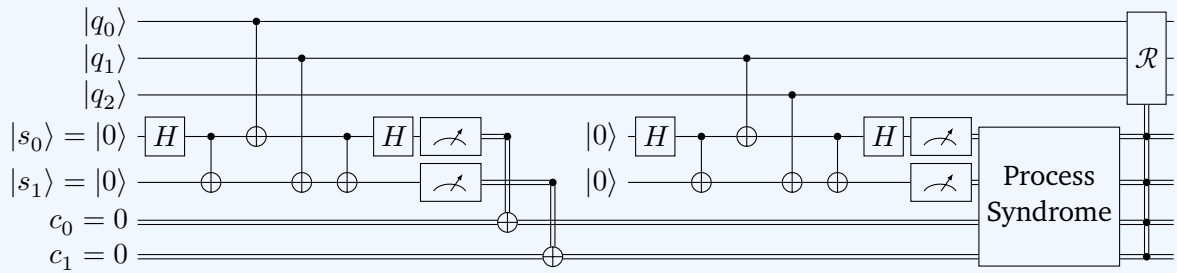 |q₀⟩
|q₁⟩ ℛ
|q₂⟩
|s₀⟩ = |0⟩ H H |0⟩ H H
|s₁⟩ = |0⟩ |0⟩ Process
c₀ = 0 Syndrome
c₁ = 0